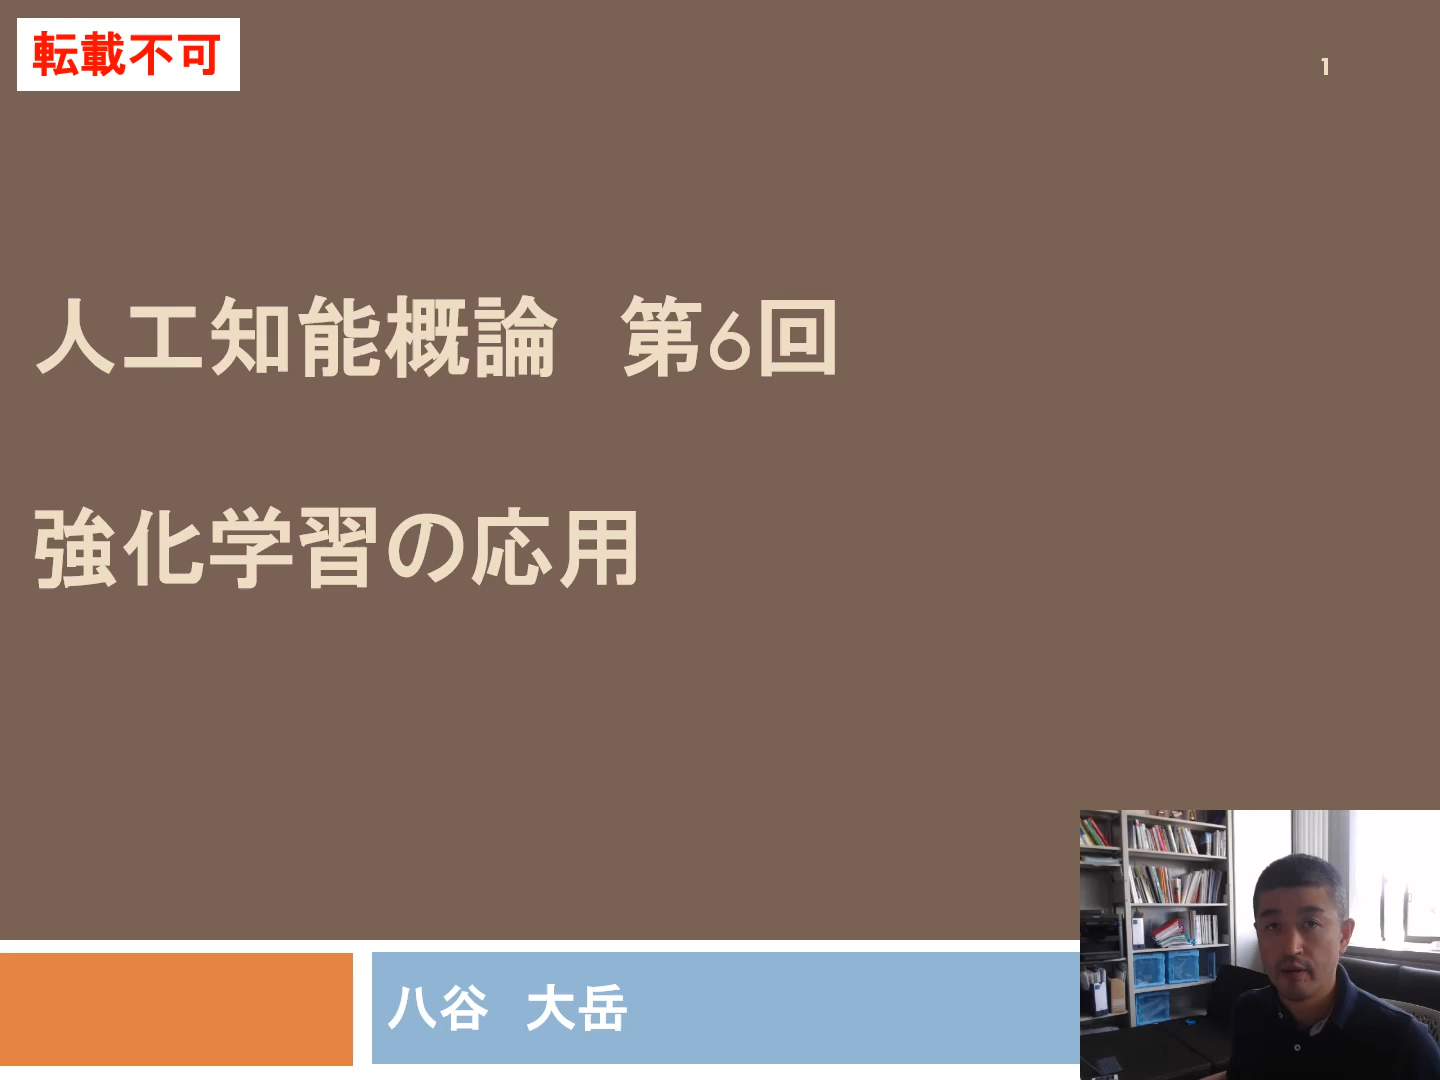 転載不可
1
人工知能概論　第6回
強化学習の応用
八谷　大岳